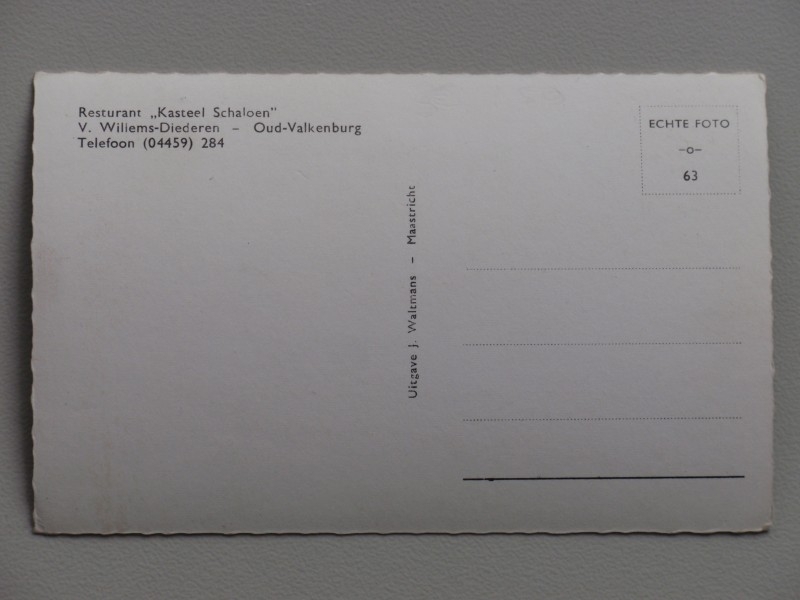 Resturant „Kasteel Schaloen"
V. Willems-Diederen – Oud-Valkenburg
Telefoon (04459) 284
Uitgave J. Waltmans – Maastricht
ECHTE FOTO
–o–
63